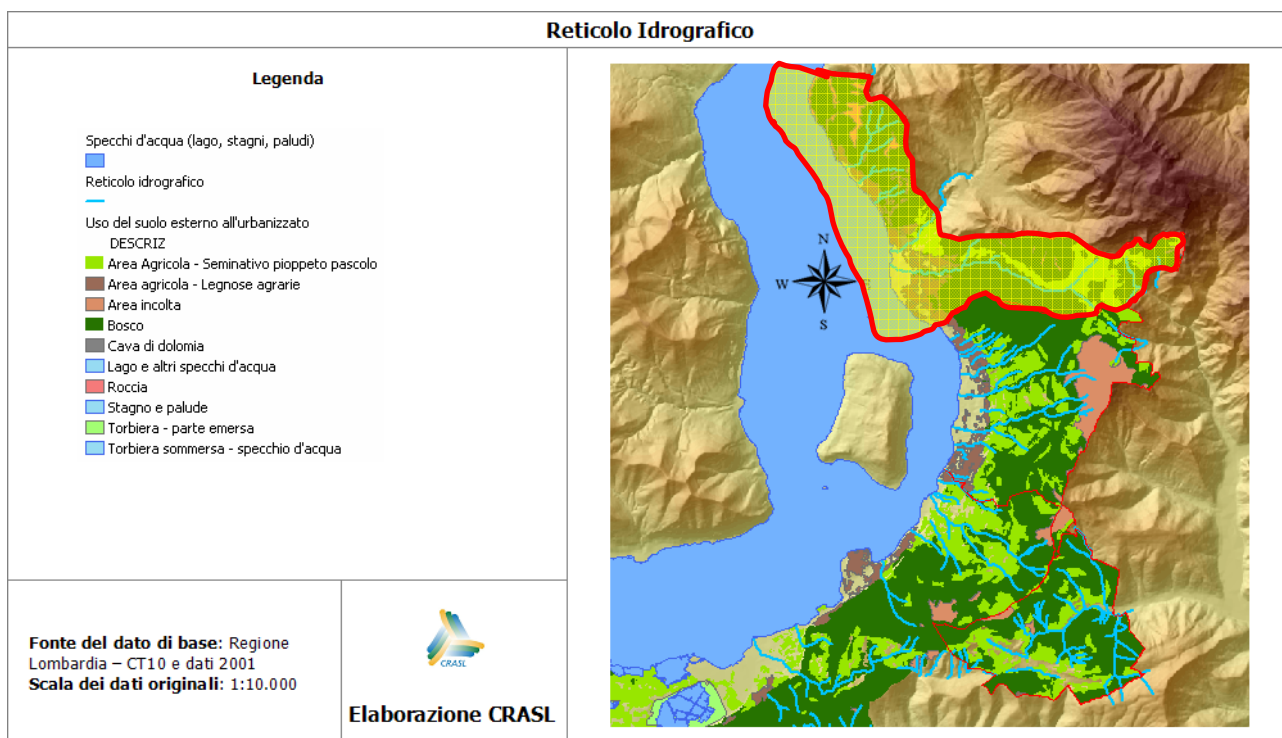 Reticolo Idrografico
Legenda
Specchi d'acqua (lago, stagni, paludi)
Reticolo idrografico
Uso del suolo esterno all'urbanizzato
DESCRIZ
Area Agricola - Seminativo pioppeto pascolo
Area agricola - Legnose agrarie
Area incolta
Bosco
Cava di dolomia
Lago e altri specchi d'acqua
Roccia
Stagno e palude
Torbiera - parte emersa
Torbiera sommersa - specchio d'acqua
Fonte del dato di base: Regione
Lombardia – CT10 e dati 2001
Scala dei dati originali: 1:10.000
CRASL
Elaborazione CRASL
N
W
E
S